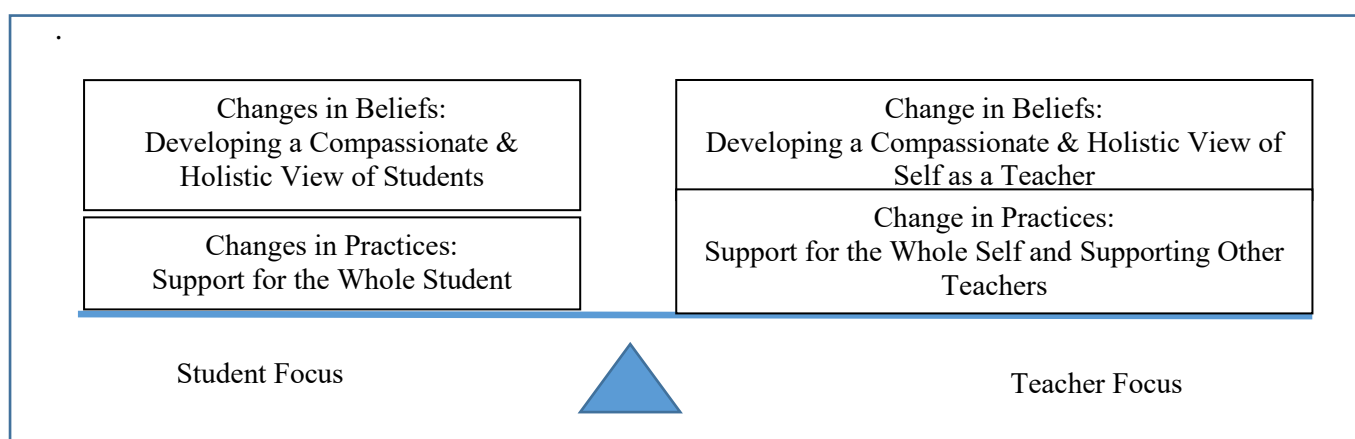 .
Changes in Beliefs:
Developing a Compassionate &
Holistic View of Students
Changes in Practices:
Support for the Whole Student
Change in Beliefs:
Developing a Compassionate & Holistic View of
Self as a Teacher
Change in Practices:
Support for the Whole Self and Supporting Other
Teachers
Student Focus
Teacher Focus